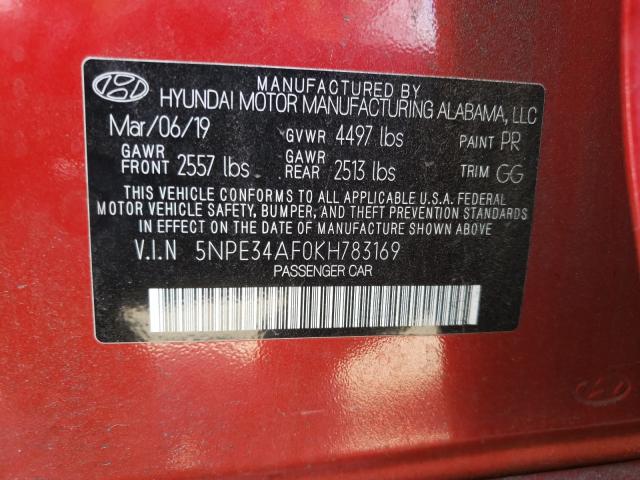 MANUFACTURED BY
HYUNDAI MOTOR MANUFACTURING ALABAMA, LLC
Mar/06/19 GVWR 4497 lbs PAINT PR
GAWR FRONT 2557 lbs GAWR REAR 2513 lbs TRIM GG
THIS VEHICLE CONFORMS TO ALL APPLICABLE U.S.A. FEDERAL
MOTOR VEHICLE SAFETY, BUMPER, AND THEFT PREVENTION STANDARDS
IN EFFECT ON THE DATE OF MANUFACTURE SHOWN ABOVE.
V.I.N 5NPE34AF0KH783169
PASSENGER CAR